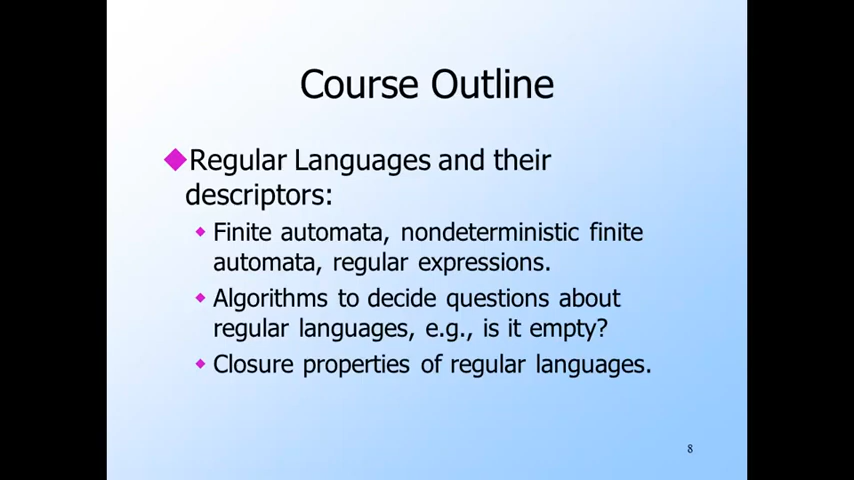 Course Outline
Regular Languages and their
descriptors:
Finite automata, nondeterministic finite
automata, regular expressions.
Algorithms to decide questions about
regular languages, e.g., is it empty?
Closure properties of regular languages.
8